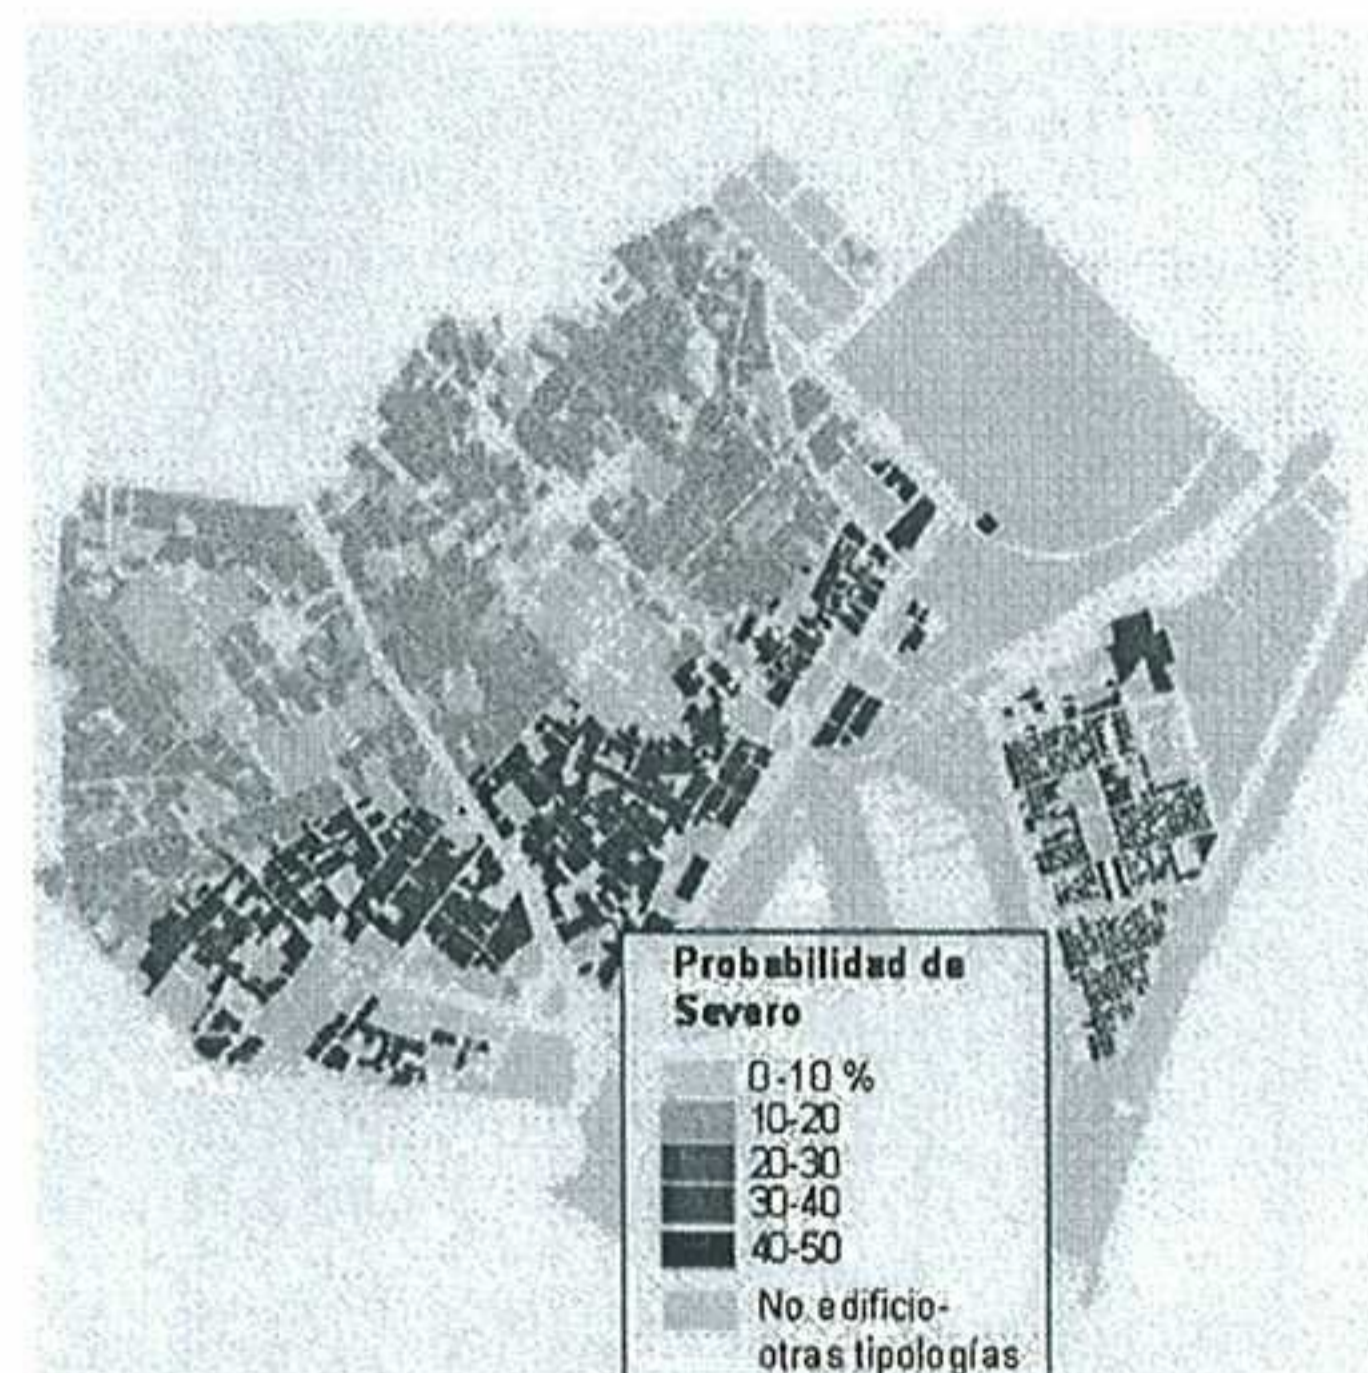 Probabilidad de
Severo
0-10 %
10-20
20-30
30-40
40-50
No edificio-
otras tipologías